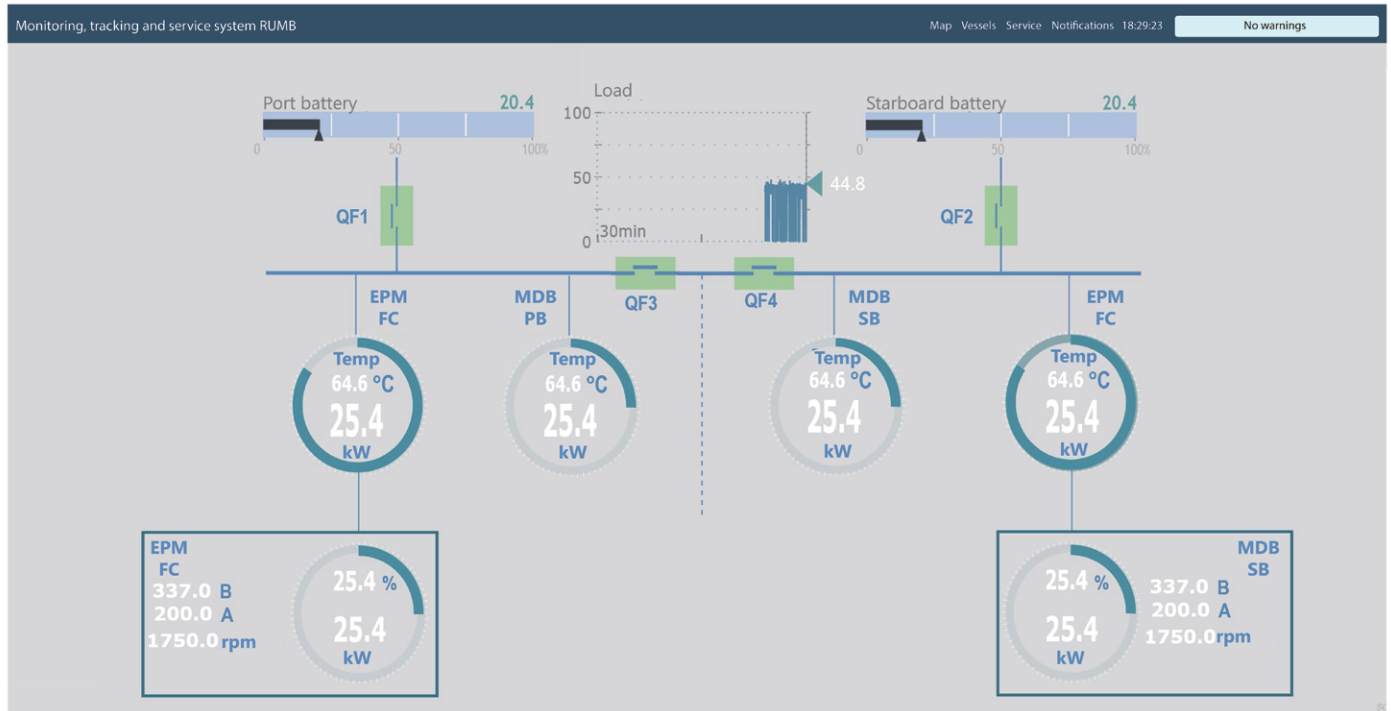 Monitoring, tracking and service system RUMB
Map Vessels Service Notifications 18:29:23 No warnings
Port battery 20.4
0 50 100%
Load
100
50
0
30min
44.8
Starboard battery 20.4
0 50 100%
QF1
QF2
QF3
QF4
EPM
FC
MDB
PB
MDB
SB
EPM
FC
Temp
64.6 ºC
25.4
kW
Temp
64.6 ºC
25.4
kW
Temp
64.6 ºC
25.4
kW
Temp
64.6 ºC
25.4
kW
EPM
FC
337.0 B
200.0 A
1750.0 rpm
25.4 %
25.4
kW
25.4 %
25.4
kW
MDB
SB
337.0 B
200.0 A
1750.0rpm